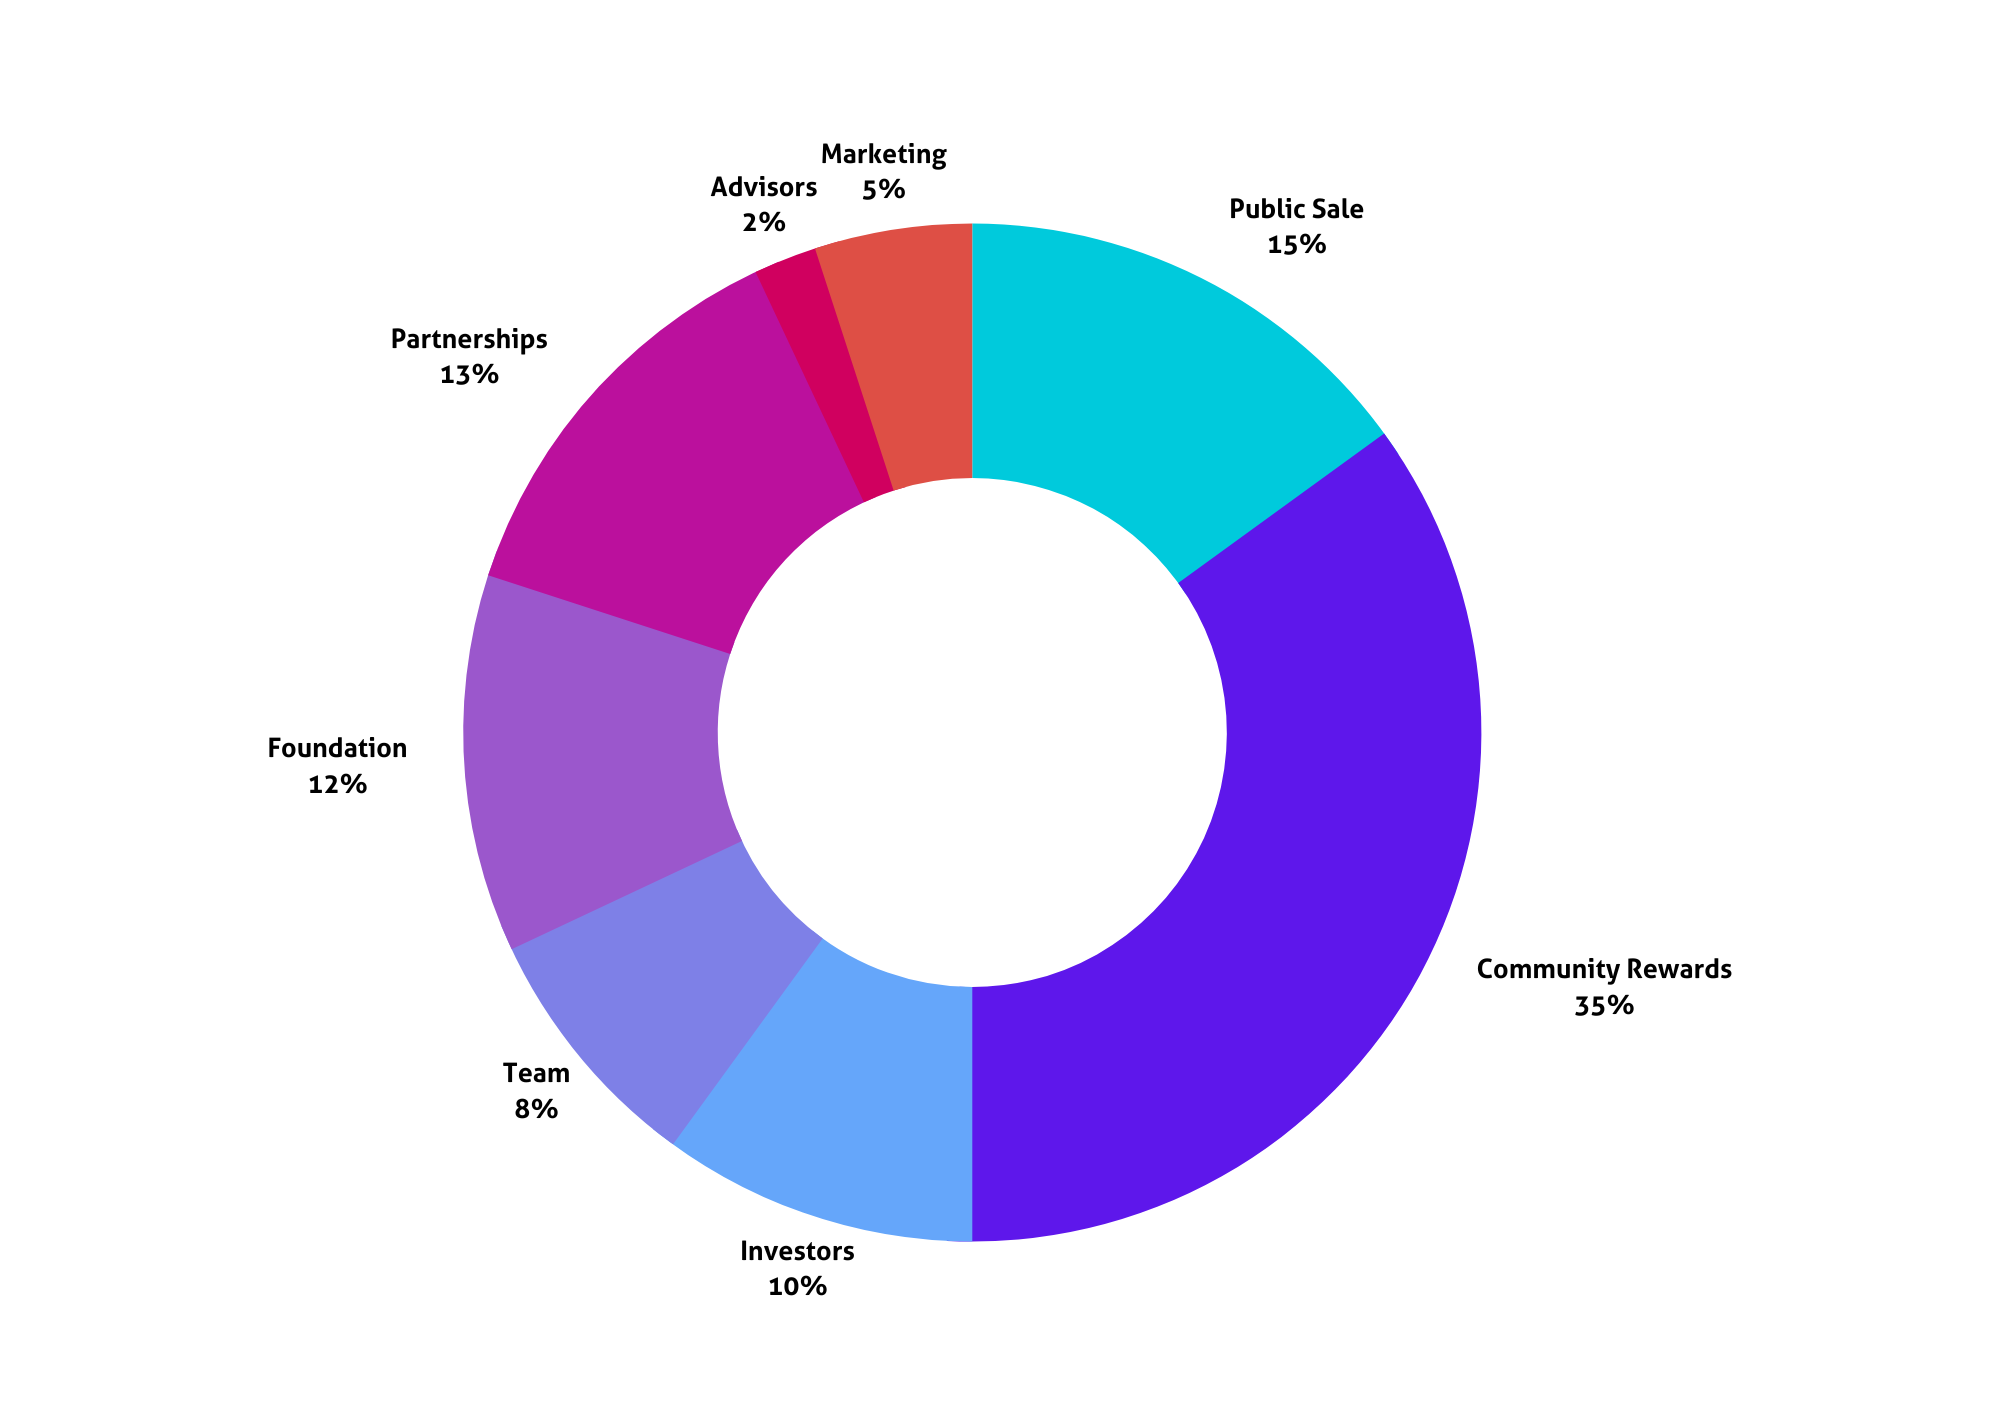 Marketing
5%
Advisors
2%
Public Sale
15%
Partnerships
13%
Foundation
12%
Community Rewards
35%
Team
8%
Investors
10%